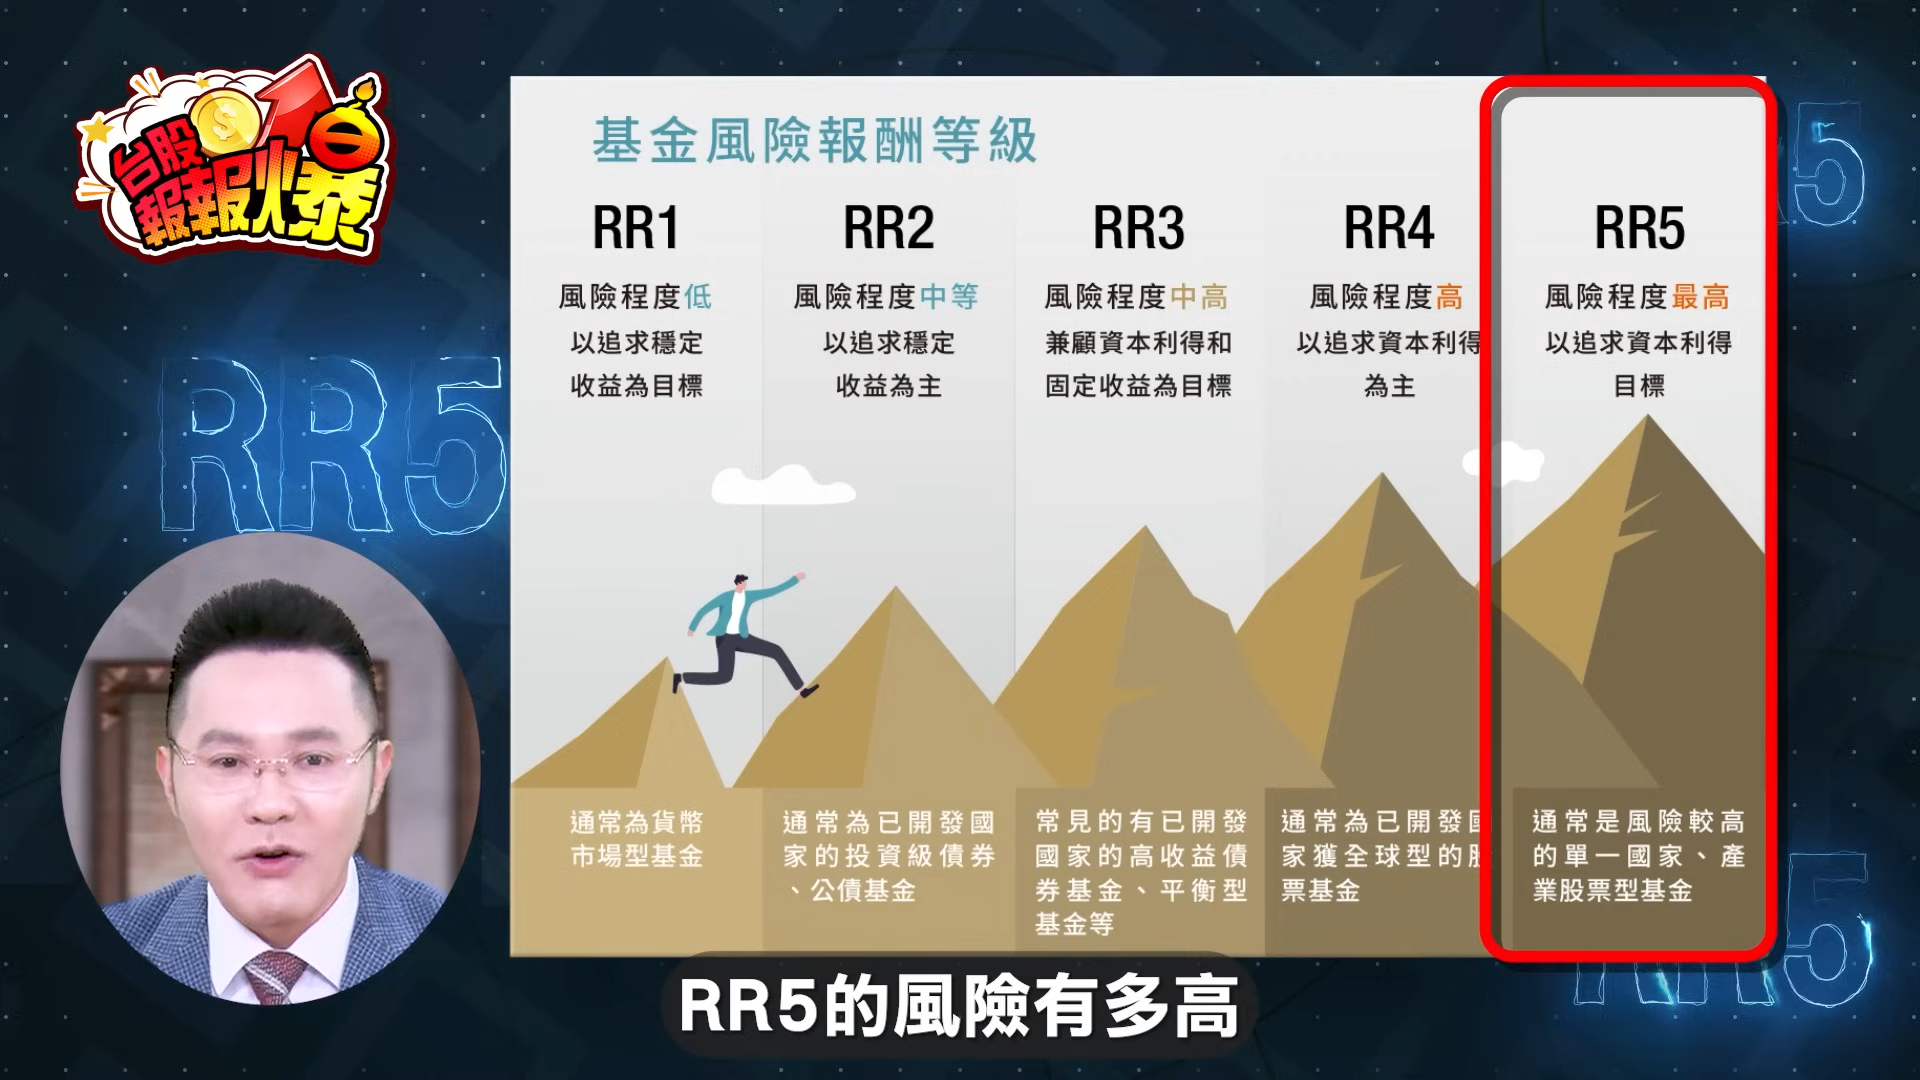 台股
報報爆
基金風險報酬等級
RR1
風險程度低
以追求穩定
收益為目標
通常為貨幣
市場型基金
RR2
風險程度中等
以追求穩定
收益為主
通常為已開發國
家的投資級債券
、公債基金
RR3
風險程度中高
兼顧資本利得和
固定收益為目標
常見的有已開發
國家的高收益債
券基金、平衡型
基金等
RR4
風險程度高
以追求資本利得
為主
通常為已開發國
家獲全球型的股
票基金
RR5
風險程度最高
以追求資本利得
目標
通常是風險較高
的單一國家、產
業股票型基金
RR5
5
RR5
RR5的風險有多高